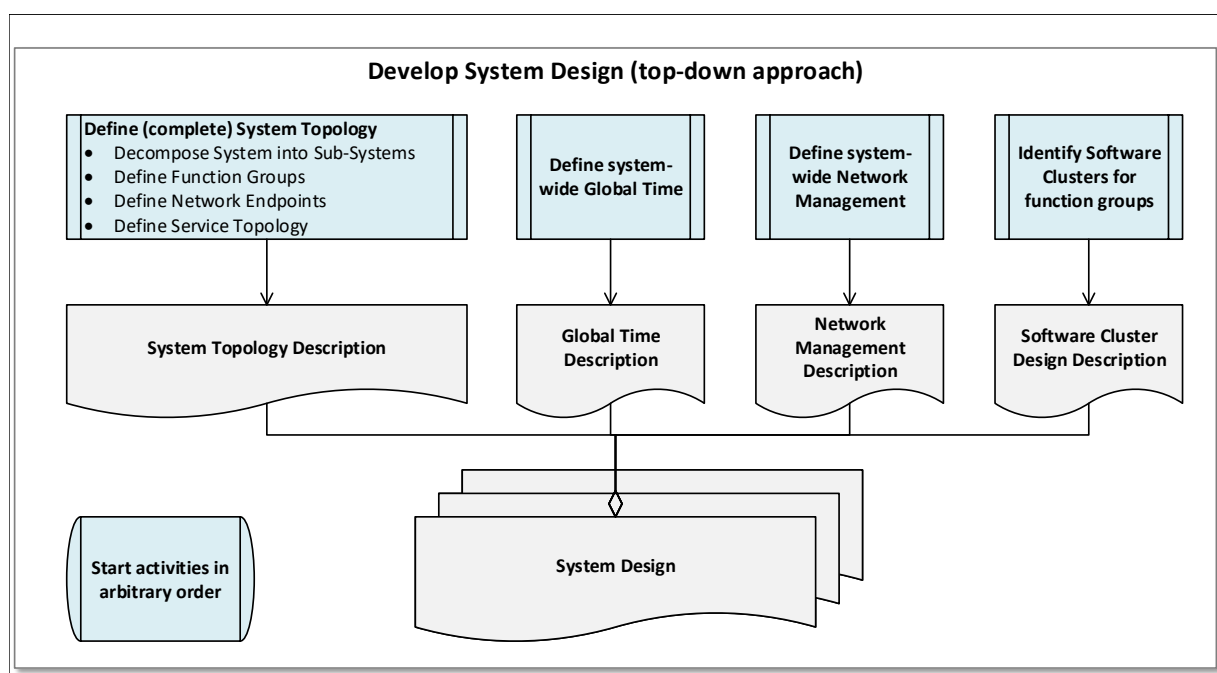 Develop System Design (top-down approach)
Define (complete) System Topology
• Decompose System into Sub-Systems
• Define Function Groups
• Define Network Endpoints
• Define Service Topology
Define system-
wide Global Time
Define system-
wide Network
Management
Identify Software
Clusters for
function groups
System Topology Description
Global Time
Description
Network
Management
Description
Software Cluster
Design Description
Start activities in
arbitrary order
System Design